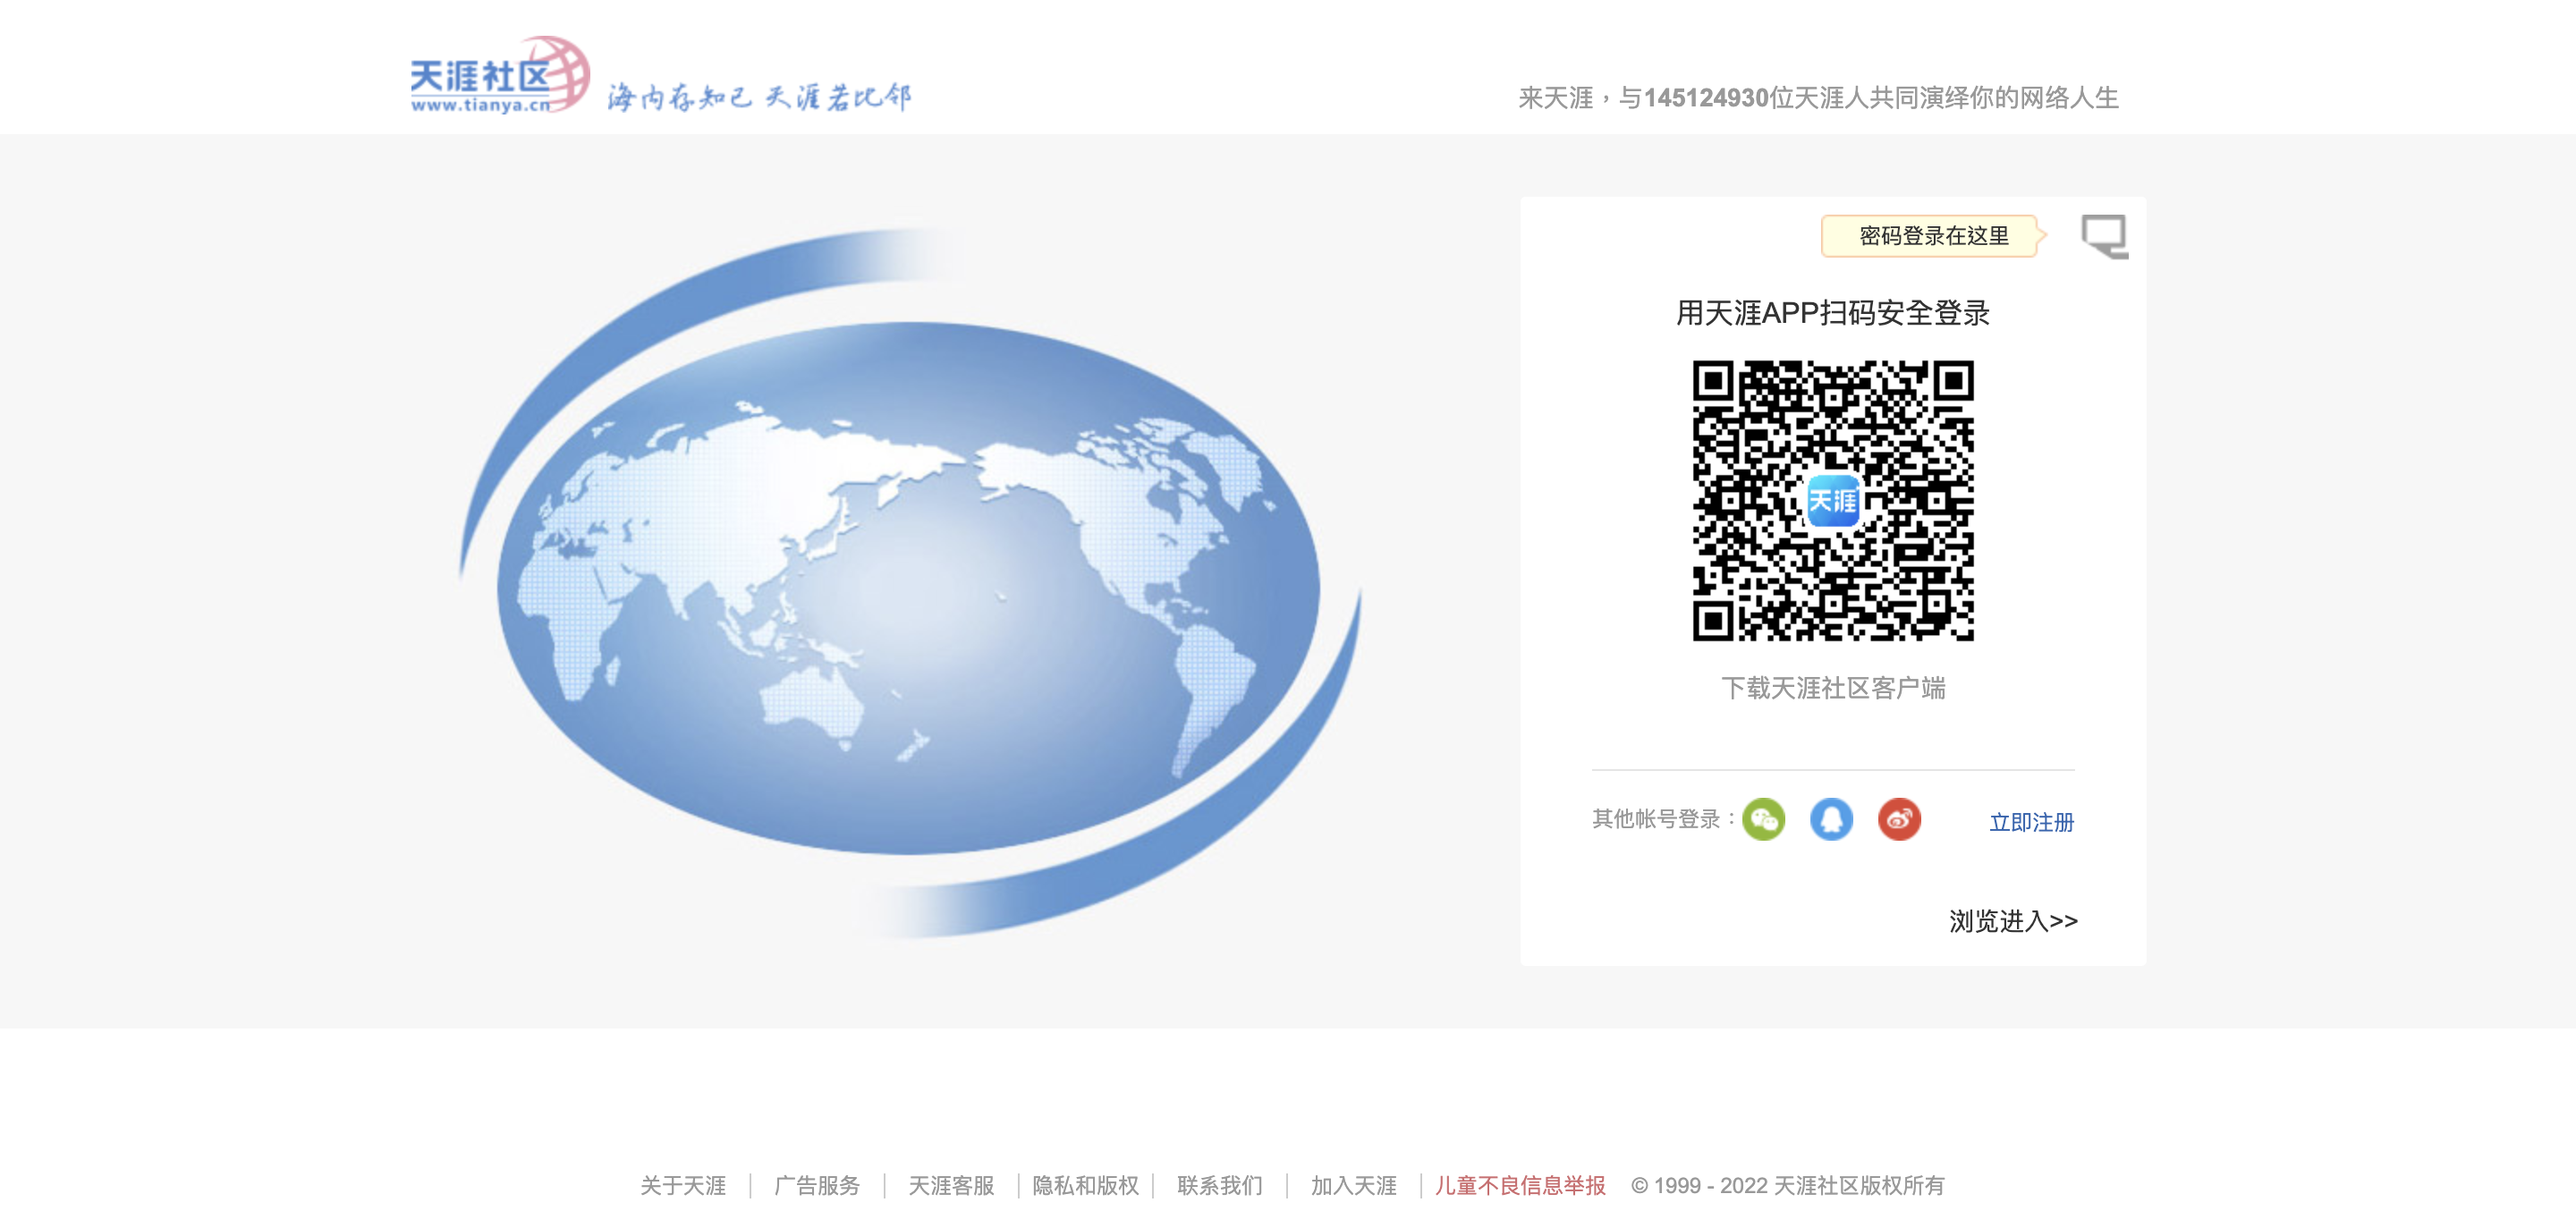 天涯社区
www.tianya.cn
海内存知己 天涯若比邻
来天涯，与145124930位天涯人共同演绎你的网络人生
密码登录在这里
用天涯APP扫码安全登录
天涯
下载天涯社区客户端
其他帐号登录：
立即注册
浏览进入>>
关于天涯 | 广告服务 | 天涯客服 | 隐私和版权 | 联系我们 | 加入天涯 | 儿童不良信息举报 © 1999 - 2022 天涯社区版权所有